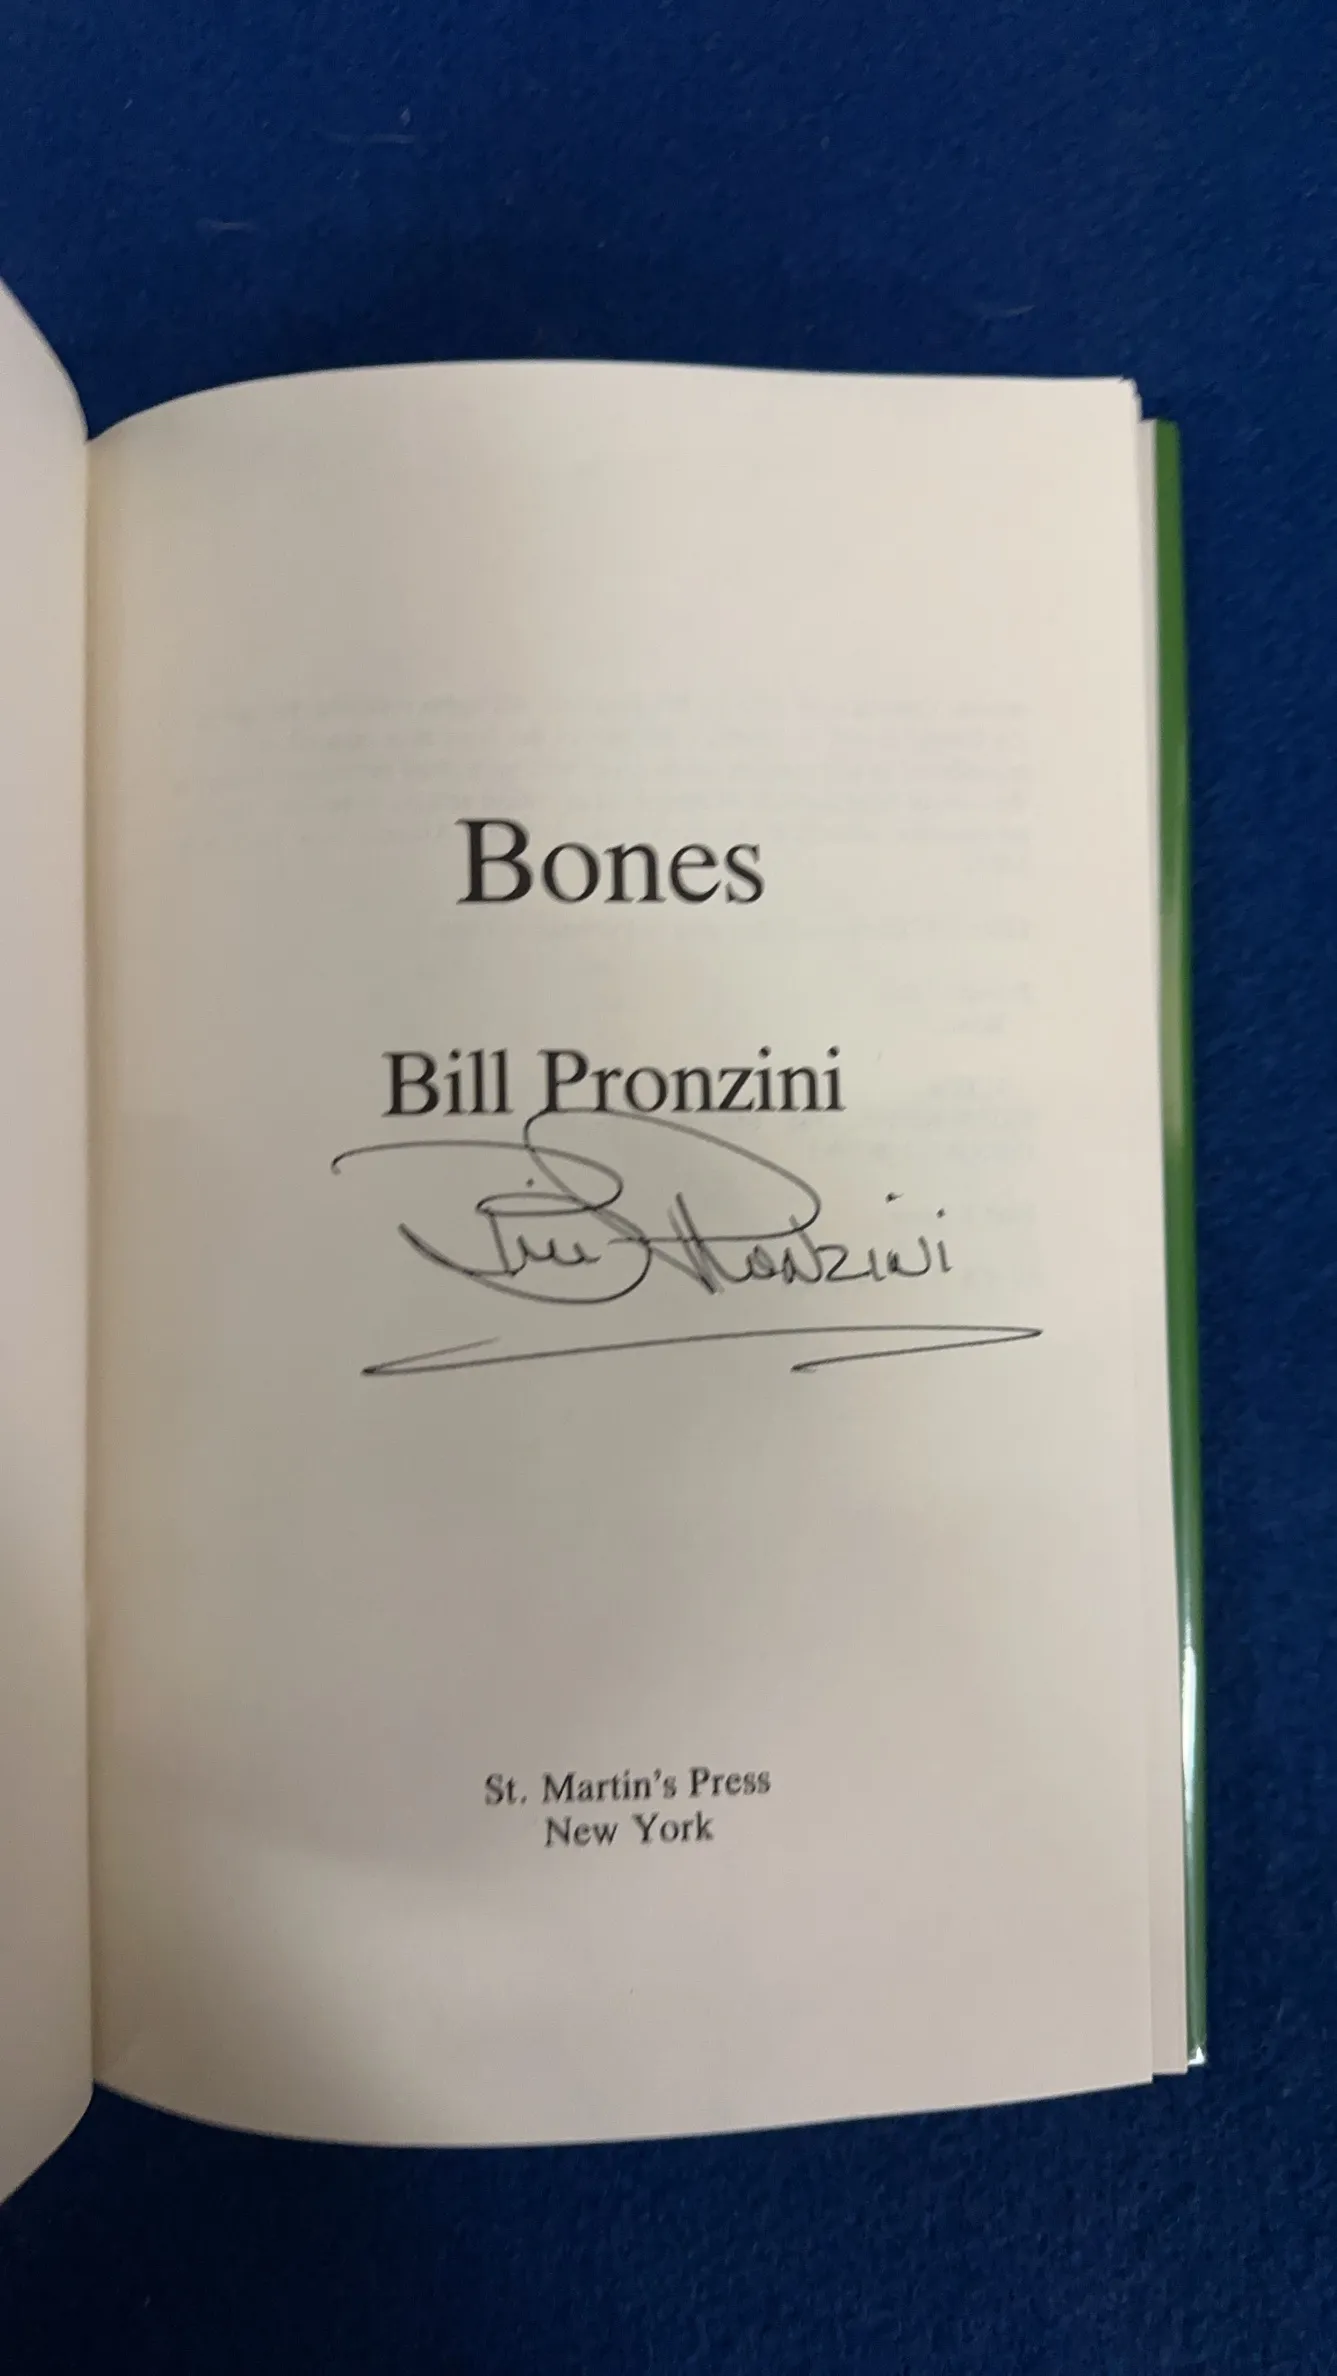 Bones
Bill Pronzini
Bill Pronzini
St. Martin's Press
New York